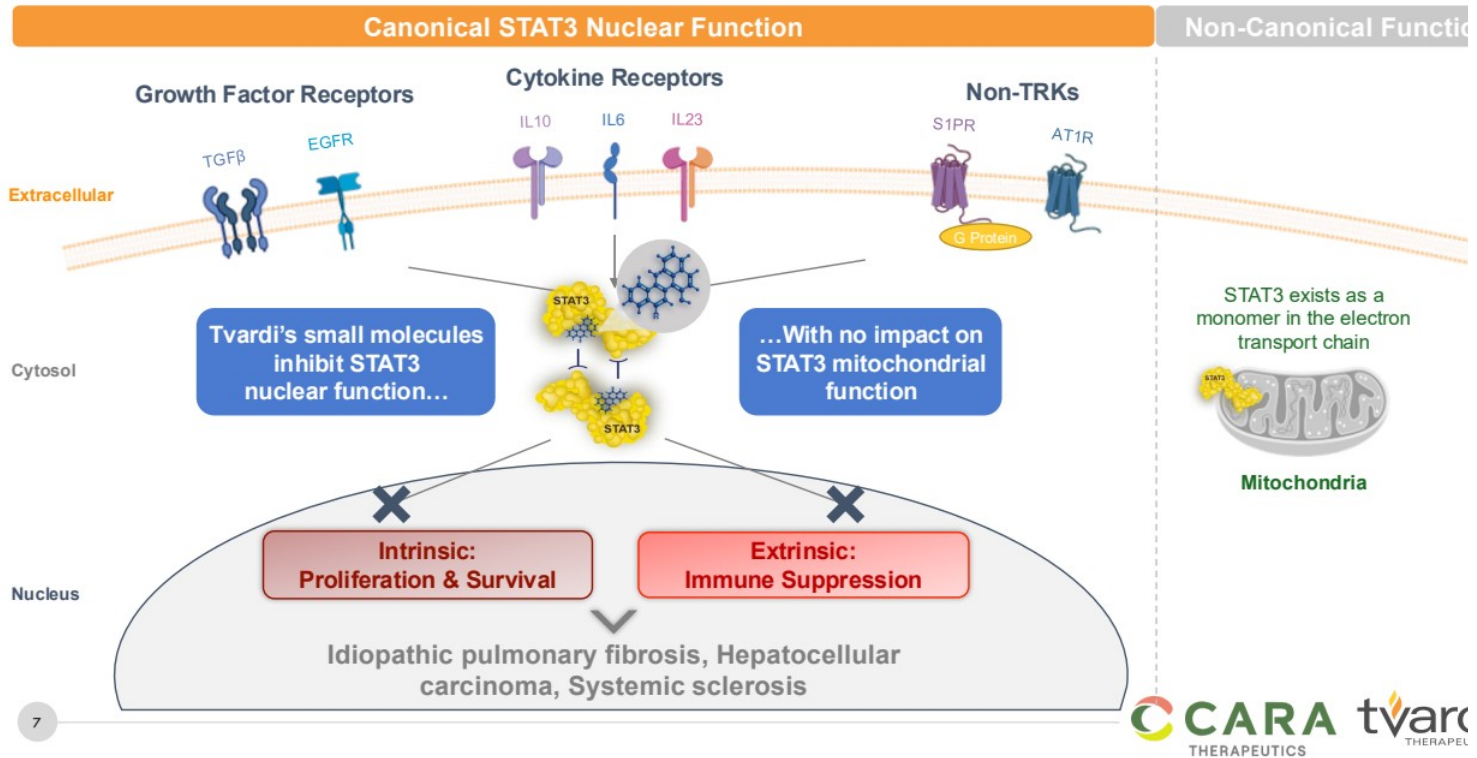 Canonical STAT3 Nuclear Function
Non-Canonical Functio
Growth Factor Receptors
Cytokine Receptors
Non-TRKs
TGFβ
EGFR
IL10
IL6
IL23
S1PR
AT1R
Extracellular
G Protein
STAT3
R
Tvardi's small molecules
inhibit STAT3
nuclear function…
…With no impact on
STAT3 mitochondrial
function
STAT3 exists as a
monomer in the electron
transport chain
Cytosol
STAT3
STAT3
Mitochondria
Intrinsic:
Proliferation & Survival
Extrinsic:
Immune Suppression
Nucleus
Idiopathic pulmonary fibrosis, Hepatocellular
carcinoma, Systemic sclerosis
7
CARA
THERAPEUTICS
tvard
THERAPEU